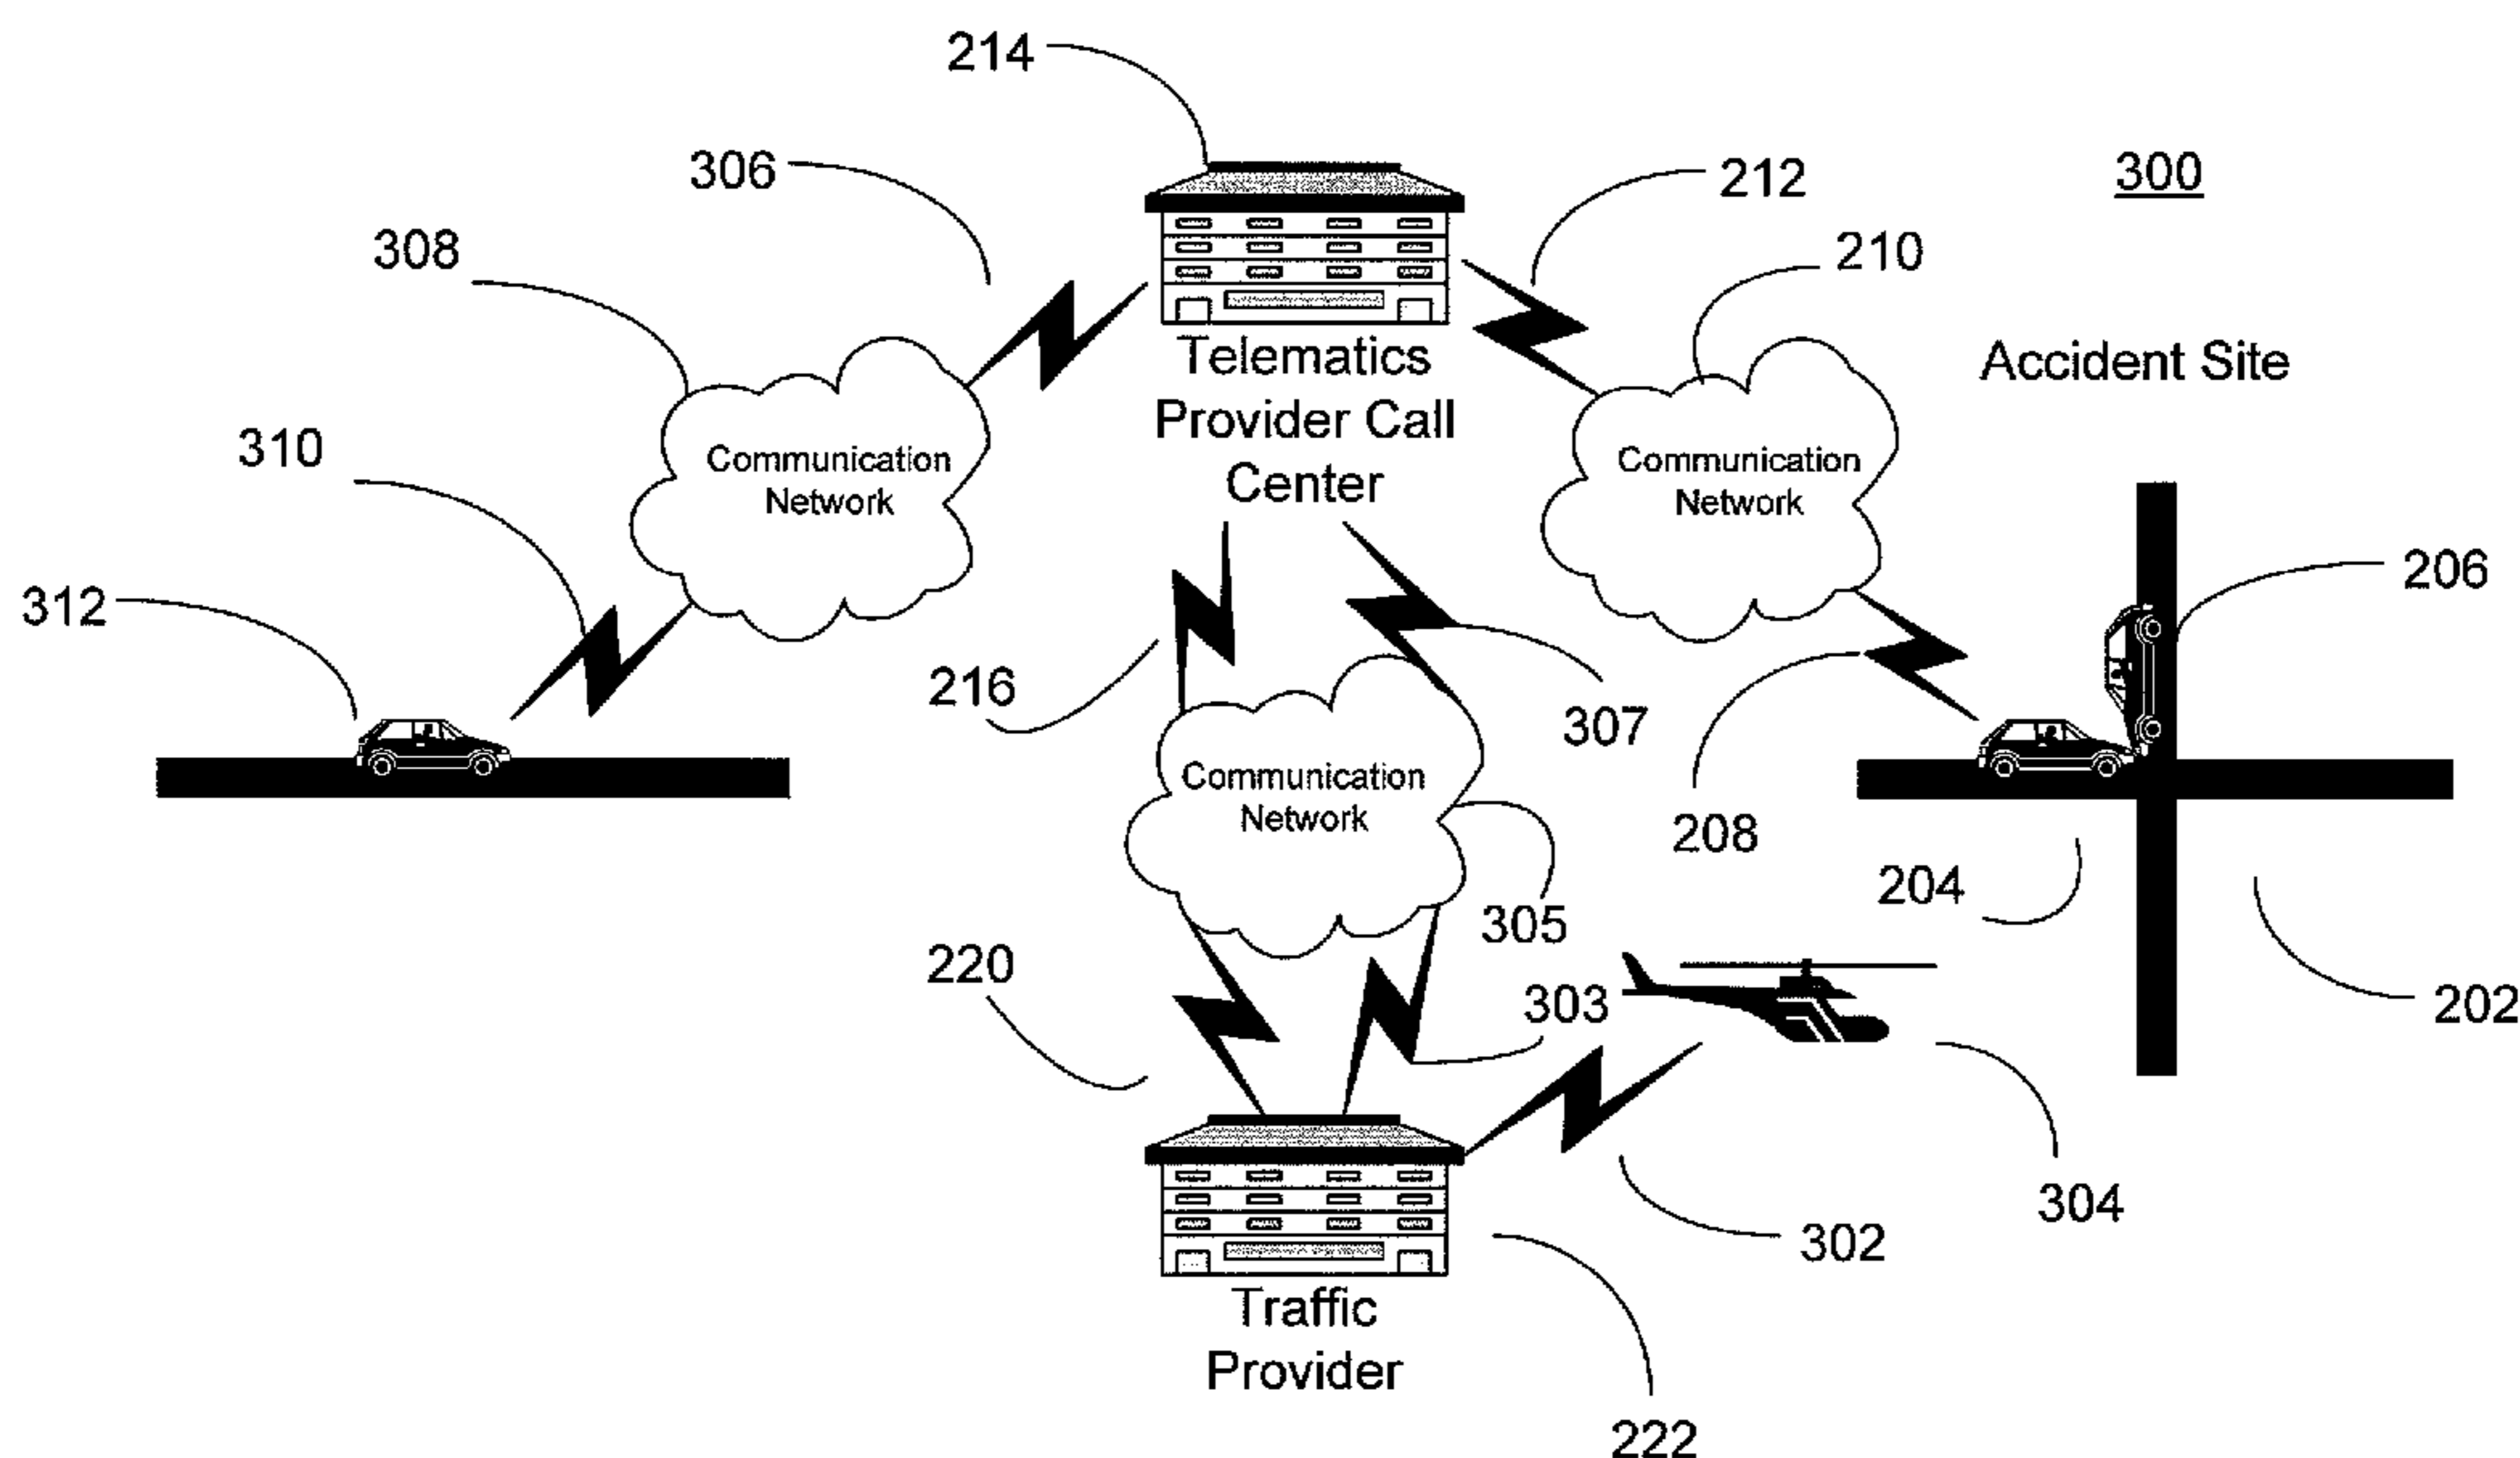 214
306
212
300
308
210
Telematics
Provider Call
Center
Accident Site
310
Communication
Network
Communication
Network
206
312
216
307
Communication
Network
208
204
305
220
303
202
304
302
Traffic
Provider
222